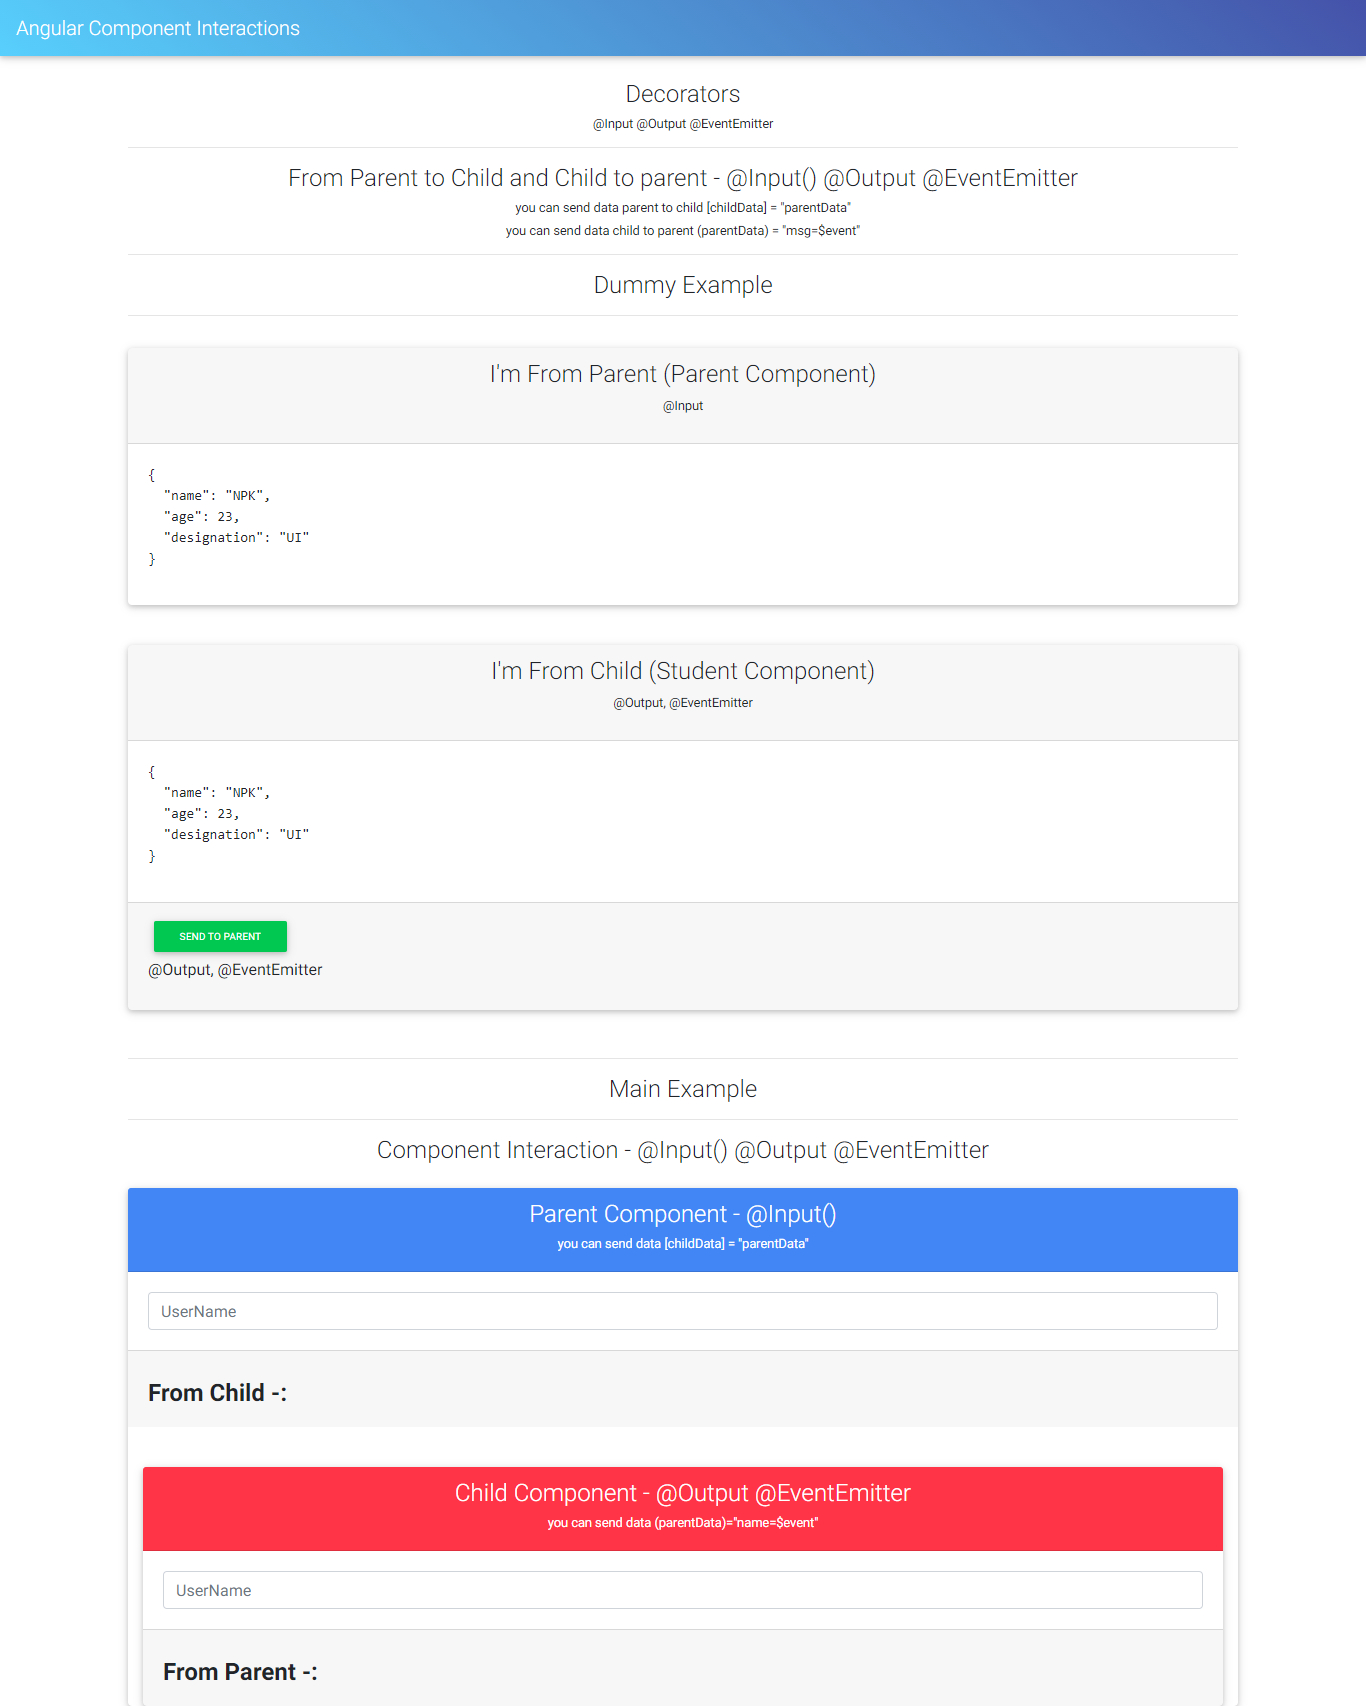 Angular Component Interactions
Decorators
@Input @Output @EventEmitter
From Parent to Child and Child to parent - @Input() @Output @EventEmitter
you can send data parent to child [childData] = "parentData"
you can send data child to parent (parentData) = "msg=$event"
Dummy Example
I'm From Parent (Parent Component)
@Input
{
  "name": "NPK",
  "age": 23,
  "designation": "UI"
}
I'm From Child (Student Component)
@Output, @EventEmitter
{
  "name": "NPK",
  "age": 23,
  "designation": "UI"
}
SEND TO PARENT
@Output, @EventEmitter
Main Example
Component Interaction - @Input() @Output @EventEmitter
Parent Component - @Input()
you can send data [childData] = "parentData"
UserName
From Child -:
Child Component - @Output @EventEmitter
you can send data (parentData)="name=$event"
UserName
From Parent -: